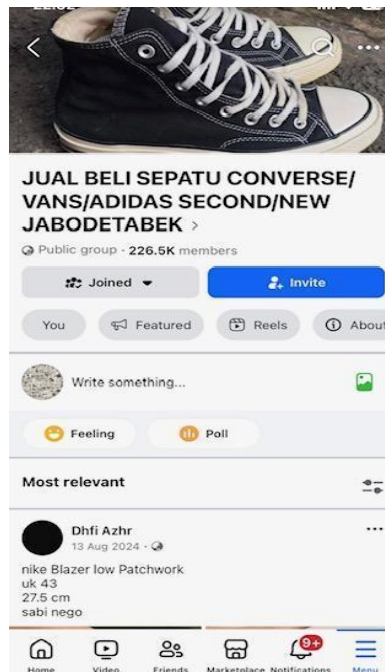 JUAL BELI SEPATU CONVERSE/
VANS/ADIDAS SECOND/NEW
JABODETABEK >
Public group · 226.5K members
Joined
Invite
You
Featured
Reels
About
Write something...
Feeling
Poll
Most relevant
Dhfi Azhr
13 Aug 2024 ·
nike Blazer low Patchwork
uk 43
27.5 cm
sabi nego
9+
Home
Video
Friends
Marketplace
Notifications
Menu